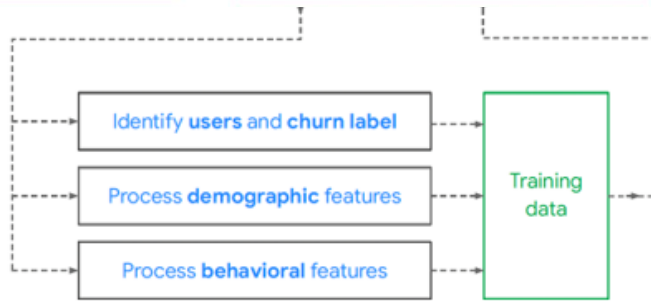 Identify users and churn label
Process demographic features
Process behavioral features
Training
data